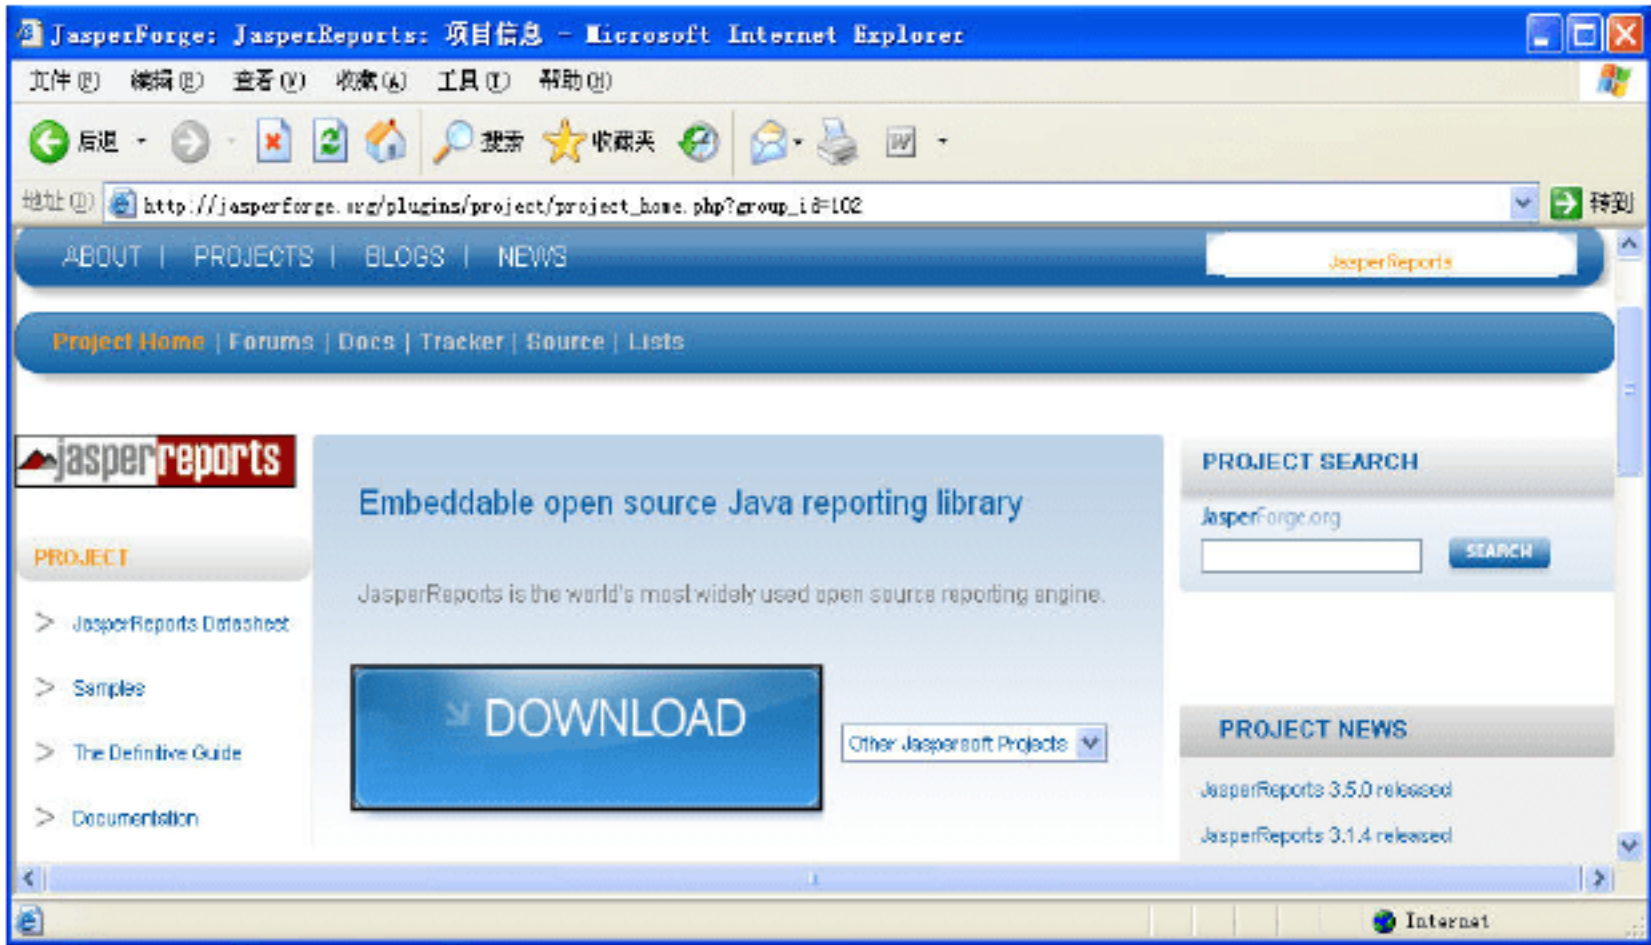 JasperForge: JasperReports: 项目信息 - Microsoft Internet Explorer
文件(F) 编辑(E) 查看(V) 收藏(A) 工具(T) 帮助(H)
后退 搜索 收藏夹
地址(D) http://jasperforge.org/plugins/project/project_home.php?group_id=102 转到
ABOUT | PROJECTS | BLOGS | NEWS JasperReports
Project Home | Forums | Docs | Tracker | Source | Lists
jasperreports
Embeddable open source Java reporting library
PROJECT SEARCH
JasperForge.org
SEARCH
PROJECT
JasperReports is the world's most widely used open source reporting engine.
> JasperReports Datasheet
> Samples
> The Definitive Guide
> Documentation
DOWNLOAD
Other Jaspersoft Projects
PROJECT NEWS
JasperReports 3.5.0 released
JasperReports 3.1.4 released
Internet